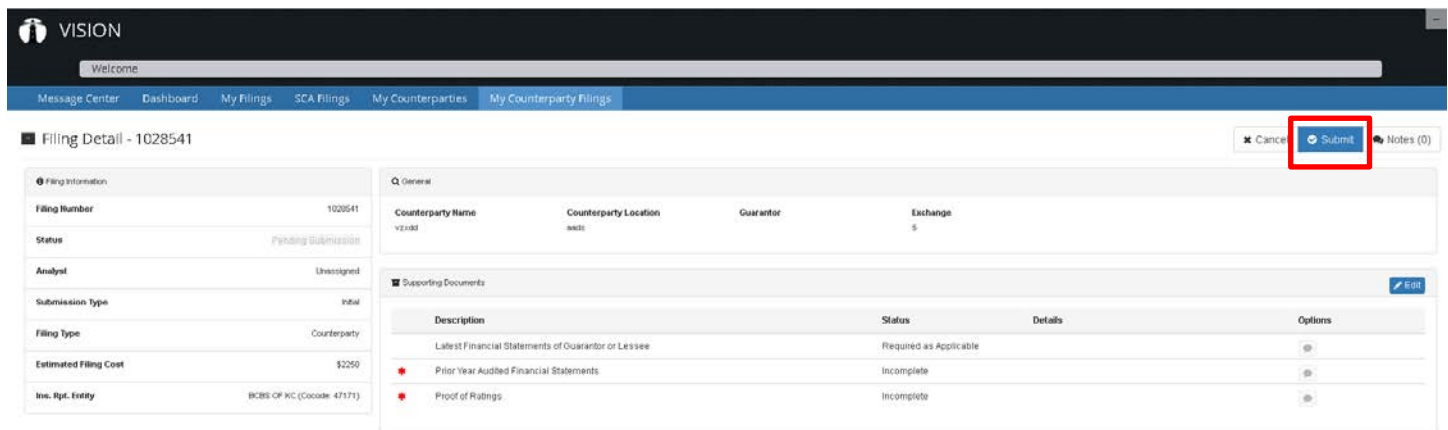 VISION
Welcome
Message Center Dashboard My Filings SCA Filings My Counterparties My Counterparty Filings
Filing Detail - 1028541
Cancel Submit Notes (0)
Filing Information
Filing Number 1028541
Status Pending Submission
Analyst Unassigned
Submission Type Initial
Filing Type Counterparty
Estimated Filing Cost $2250
Ins. Rpt. Entity BCBS OF KC (Cocode: 47171)
General
Counterparty Name Counterparty Location Guarantor Exchange
5
Supporting Documents Edit
Description Status Details Options
Latest Financial Statements of Guarantor or Lessee Required as Applicable
* Prior Year Audited Financial Statements Incomplete
* Proof of Ratings Incomplete